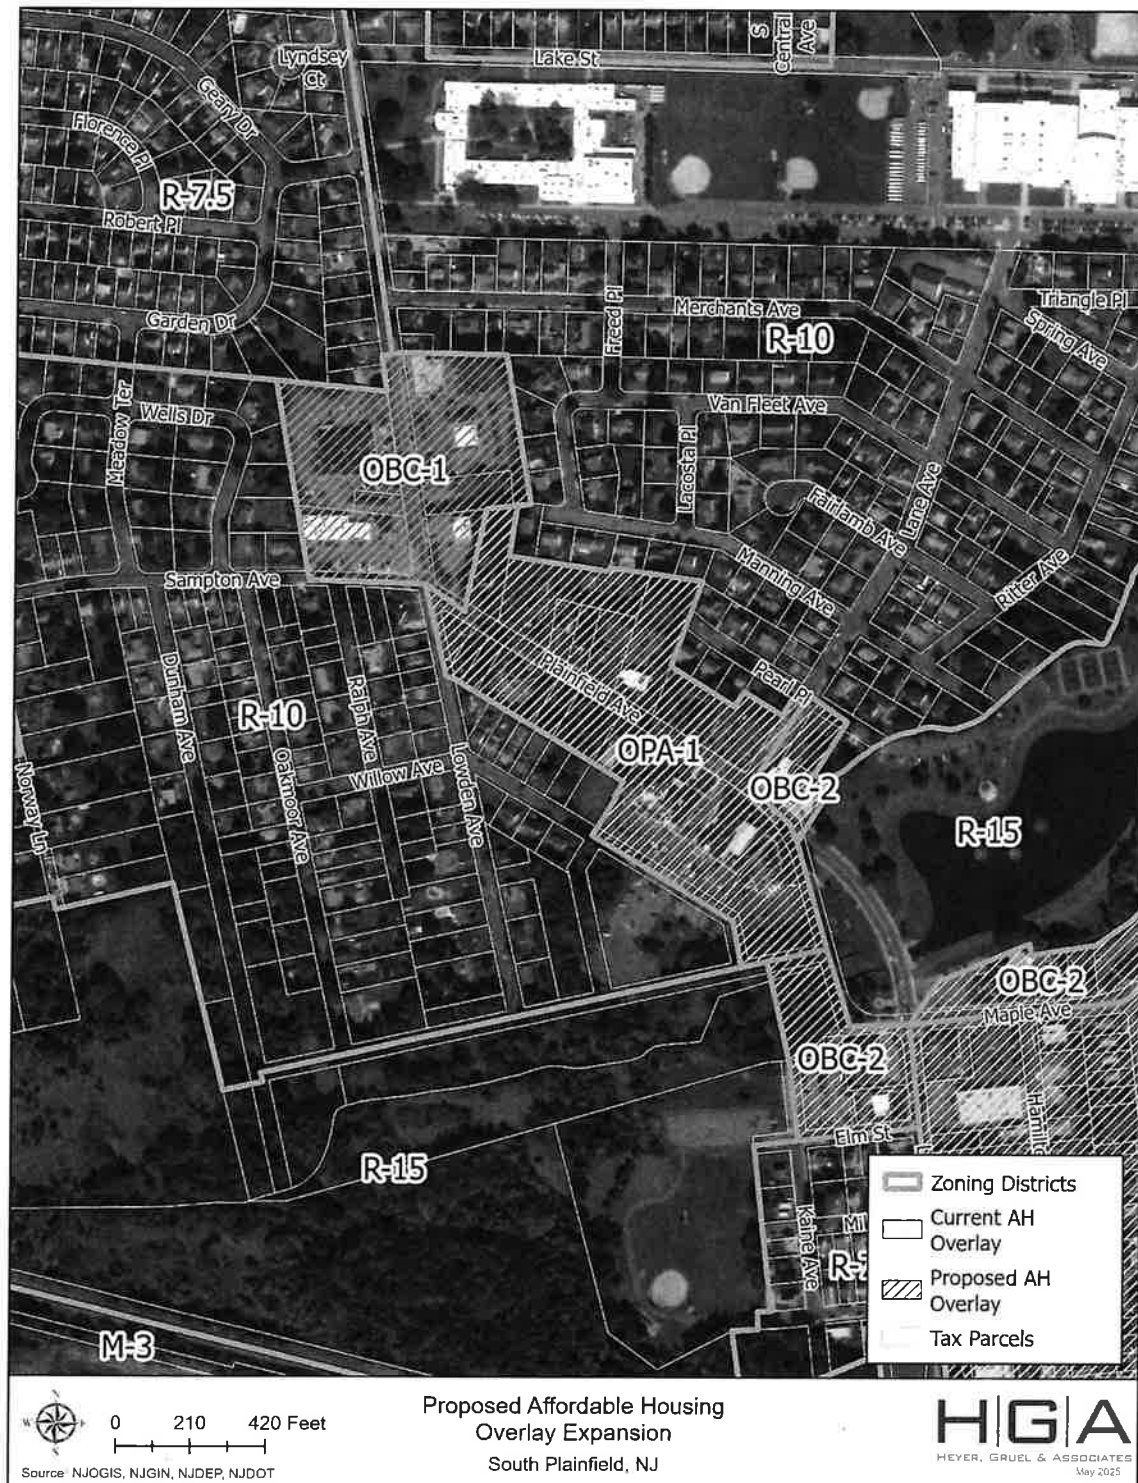 S
Central
Ave
Lake St
Lyndsey
Ct
Geary Dr
Florence Pl
R-7.5
Robert Pl
Garden Dr
Freed Pl
Merchants Ave
R-10
Triangle Pl
Spring Ave
Meadow Ter
Wells Dr
Van Fleet Ave
Lacosta Pl
OBC-1
Fairlamb Ave
Lane Ave
Manning Ave
Ritter Ave
Sampton Ave
Dunham Ave
R-10
Oakmoor Ave
Ralph Ave
Willow Ave
Lowden Ave
Norway Ln
Plainfield Ave
Pearl Pl
OPA-1
OBC-2
R-15
OBC-2
Maple Ave
OBC-2
Elm St
R-15
Kaine Ave
M-3
Zoning Districts
Current AH
Overlay
Proposed AH
Overlay
Tax Parcels
N
W
E
S
0 210 420 Feet
Source: NJOGIS, NJGIN, NJDEP, NJDOT
Proposed Affordable Housing
Overlay Expansion
South Plainfield, NJ
H|G|A
HEYER, GRUEL & ASSOCIATES
May 2025